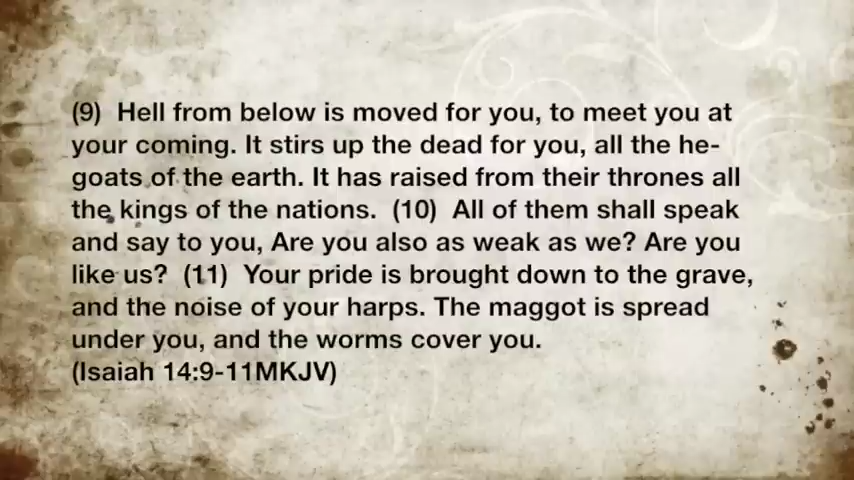 (9)  Hell from below is moved for you, to meet you at
your coming. It stirs up the dead for you, all the he-
goats of the earth. It has raised from their thrones all
the kings of the nations.  (10)  All of them shall speak
and say to you, Are you also as weak as we? Are you
like us?  (11)  Your pride is brought down to the grave,
and the noise of your harps. The maggot is spread
under you, and the worms cover you.
(Isaiah 14:9-11MKJV)